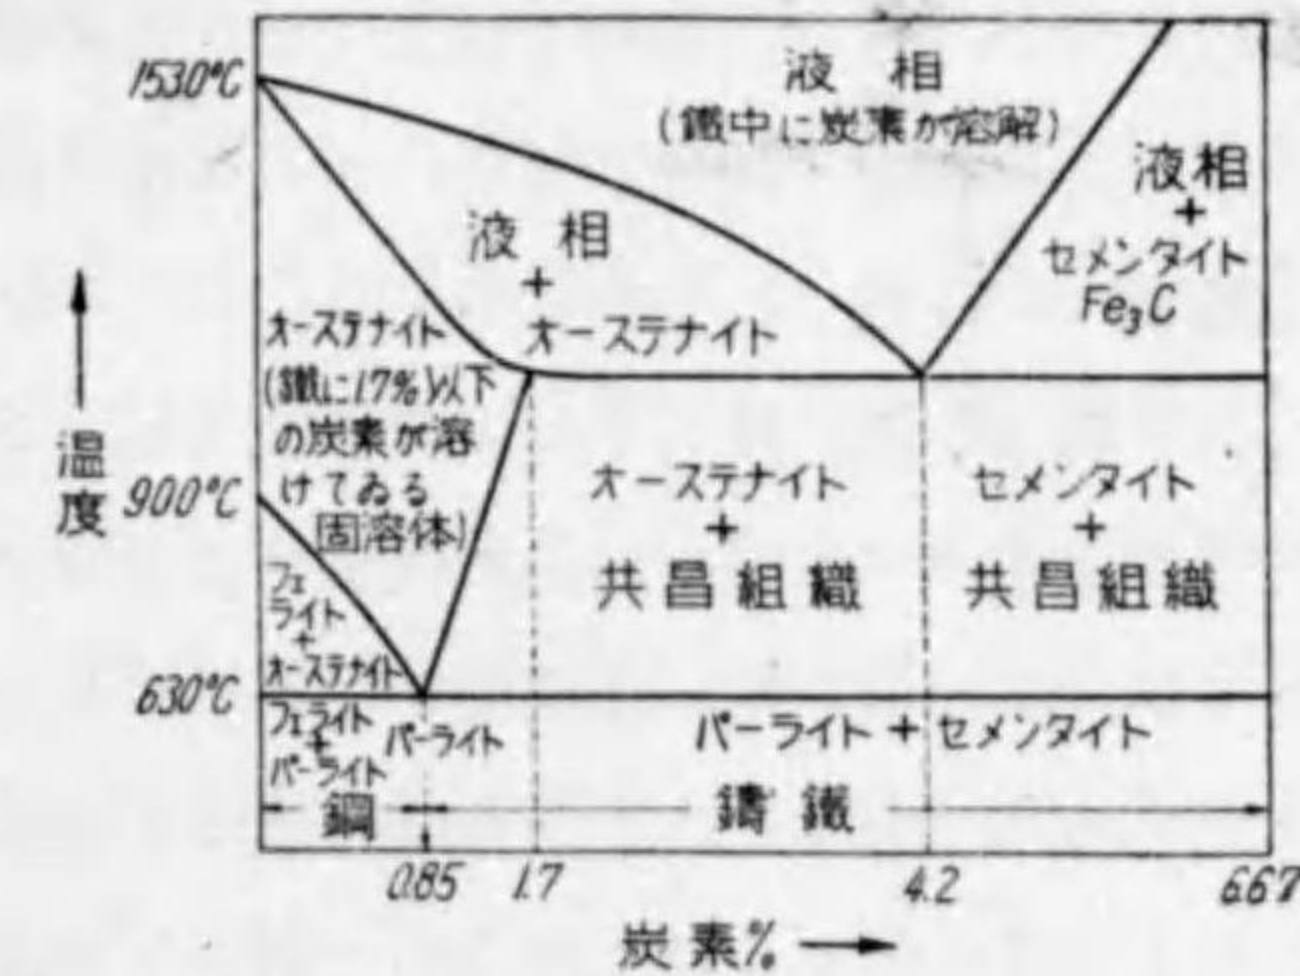 1530°C
液相
(鐵中に炭素が溶解)
液相
+
セメンタイト
Fe₃C
液相
+
オーステナイト
オーステナイト
(鐵に1.7%以下
の炭素が溶
けてゐる
固溶体)
温度
900°C
オーステナイト
+
共昌組織
セメンタイト
+
共昌組織
フェ
ライト
+
オーステナイト
630°C
フェライト
+
パーライト
パーライト
パーライト+セメンタイト
鋼
鑄鐵
0.85
1.7
4.2
6.67
炭素%